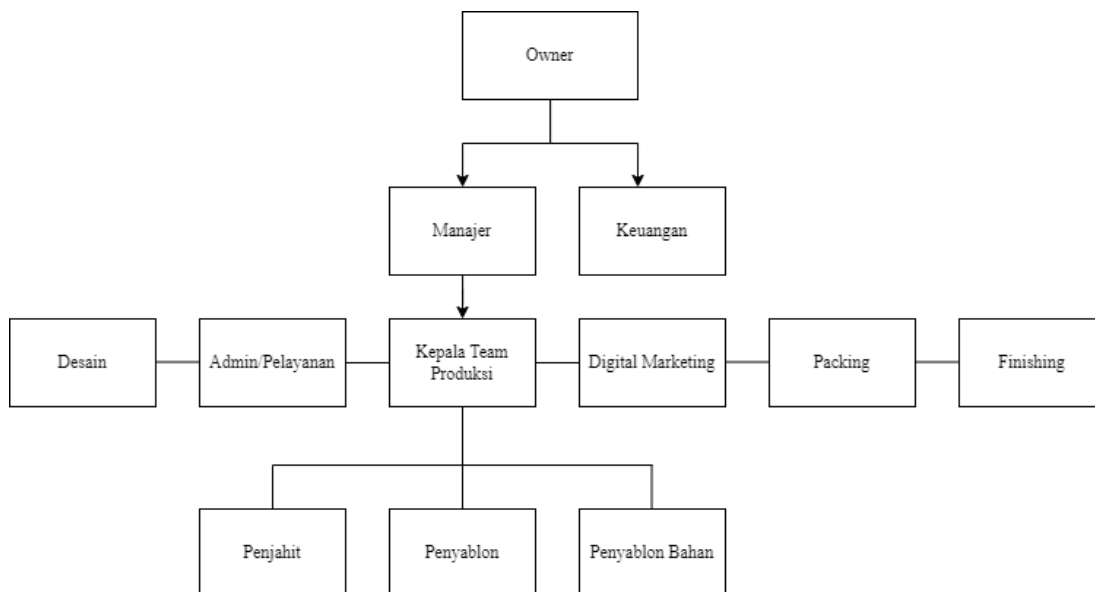 Owner
Manajer
Keuangan
Desain
Admin/Pelayanan
Kepala Team
Produksi
Digital Marketing
Packing
Finishing
Penjahit
Penyablon
Penyablon Bahan